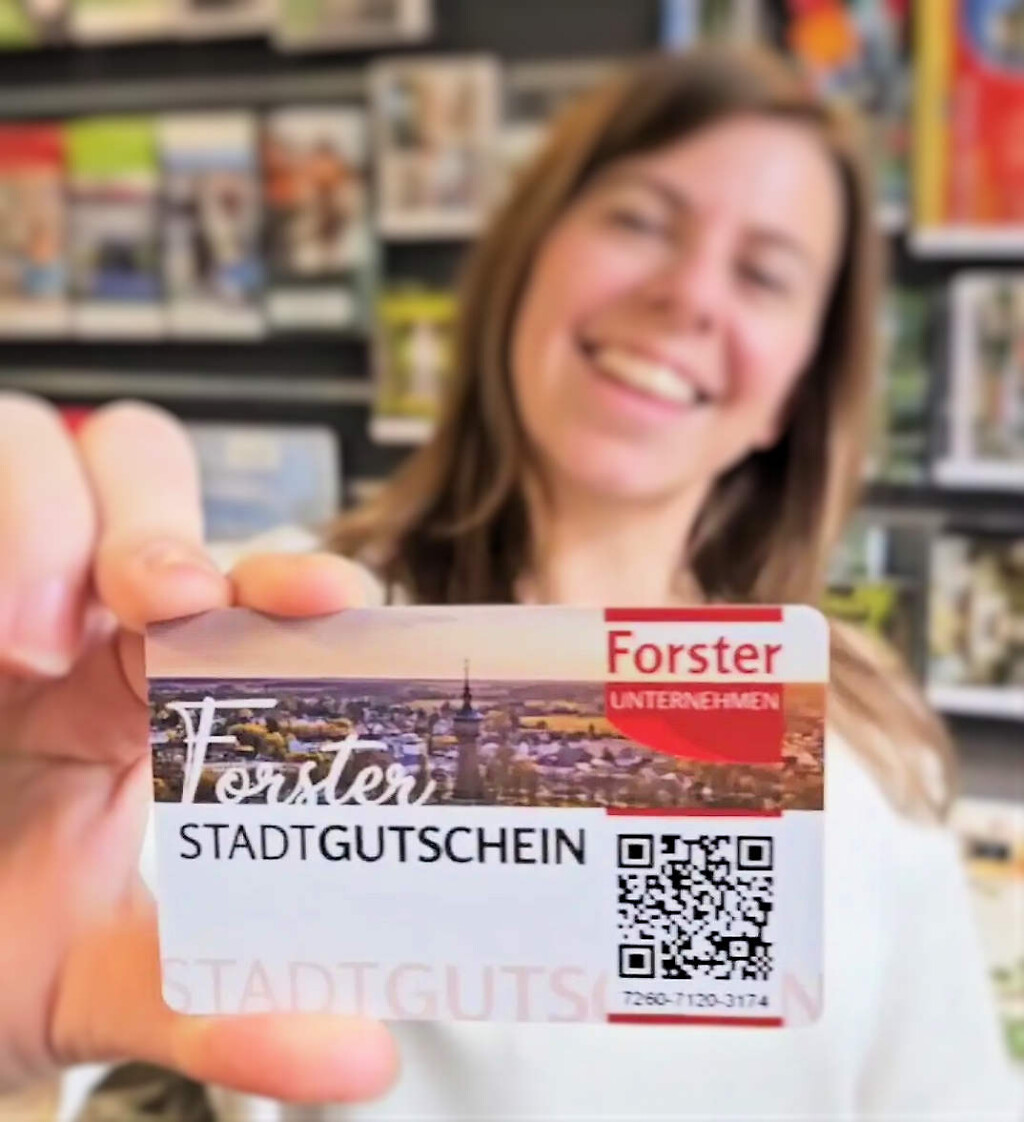 Forster
UNTERNEHMEN
Forster
STADTGUTSCHEIN
STADTGUTSCHEIN
7260-7120-3174